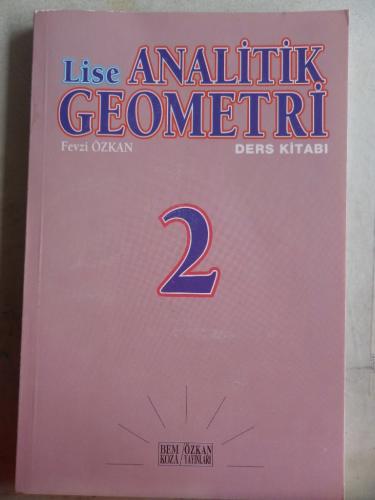 Lise ANALİTİK
GEOMETRİ
Fevzi ÖZKAN DERS KİTABI
2
BEM / ÖZKAN
KOZA / YAYINLARI